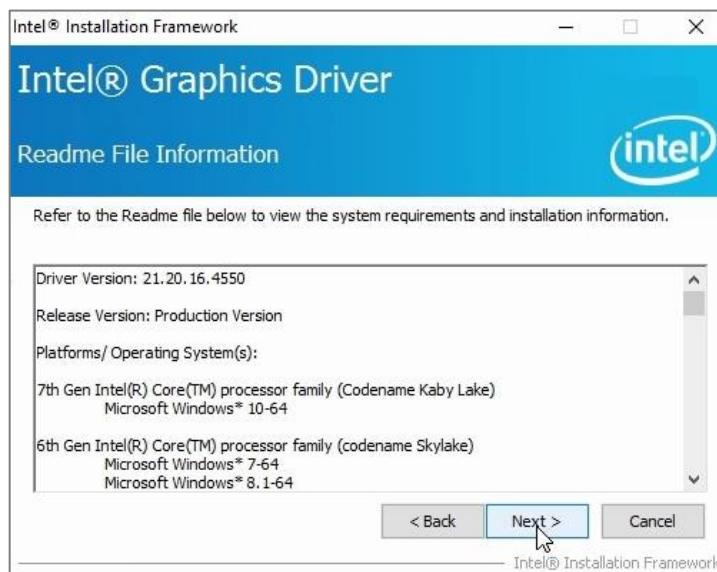 Intel® Installation Framework
Intel® Graphics Driver
Readme File Information
intel
Refer to the Readme file below to view the system requirements and installation information.
Driver Version: 21.20.16.4550
Release Version: Production Version
Platforms/ Operating System(s):
7th Gen Intel(R) Core(TM) processor family (Codename Kaby Lake)
Microsoft Windows* 10-64
6th Gen Intel(R) Core(TM) processor family (codename Skylake)
Microsoft Windows* 7-64
Microsoft Windows* 8.1-64
< Back
Next >
Cancel
Intel® Installation Framework